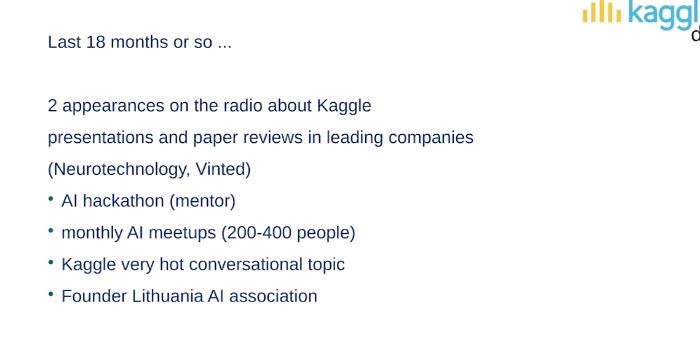 kaggl
d
Last 18 months or so ...
2 appearances on the radio about Kaggle
presentations and paper reviews in leading companies
(Neurotechnology, Vinted)
• AI hackathon (mentor)
• monthly AI meetups (200-400 people)
• Kaggle very hot conversational topic
• Founder Lithuania AI association